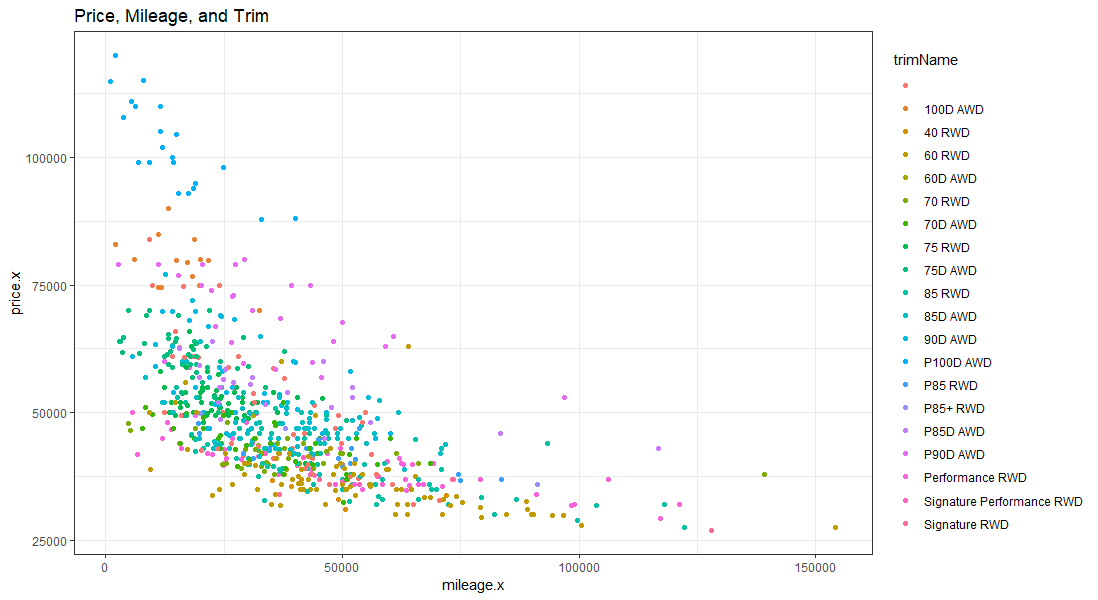 Price, Mileage, and Trim
price.x
100000
75000
50000
25000
0
50000
100000
150000
mileage.x
trimName
100D AWD
40 RWD
60 RWD
60D AWD
70 RWD
70D AWD
75 RWD
75D AWD
85 RWD
85D AWD
90D AWD
P100D AWD
P85 RWD
P85+ RWD
P85D AWD
P90D AWD
Performance RWD
Signature Performance RWD
Signature RWD